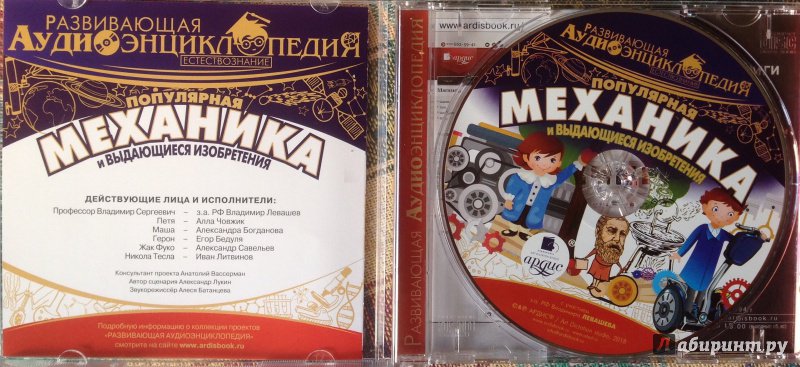 РАЗВИВАЮЩАЯ
АУДИОЭНЦИКЛОПЕДИЯ
ЕСТЕСТВОЗНАНИЕ
ПОПУЛЯРНАЯ
МЕХАНИКА
И ВЫДАЮЩИЕСЯ ИЗОБРЕТЕНИЯ
ДЕЙСТВУЮЩИЕ ЛИЦА И ИСПОЛНИТЕЛИ:
Профессор Владимир Сергеевич – з.а. РФ Владимир Левашев
Петя – Алла Човжик
Маша – Александра Богданова
Герон – Егор Бедуля
Жак Фуко – Александр Савельев
Никола Тесла – Иван Литвинов
Консультант проекта Анатолий Вассерман
Автор сценария Александр Лукин
Звукорежиссёр Алеся Батанцева
Подробную информацию о коллекции проектов
«РАЗВИВАЮЩАЯ АУДИОЭНЦИКЛОПЕДИЯ»
смотрите на сайте www.ardisbook.ru
РАЗВИВАЮЩАЯ АУДИОЭНЦИКЛОПЕДИЯ
www.ardisbook.ru
РАЗВИВАЮЩАЯ
АУДИОЭНЦИКЛОПЕДИЯ
ПОПУЛЯРНАЯ
МЕХАНИКА
И ВЫДАЮЩИЕСЯ ИЗОБРЕТЕНИЯ
ардис
з.а. РФ Владимира ЛЕВАШЕВА
Лабиринт.ру